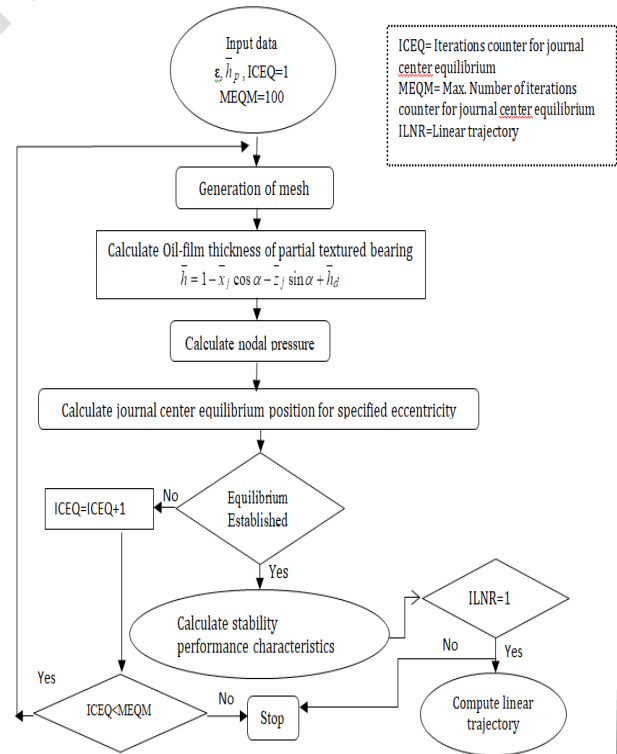 Input data
ε, h̄p , ICEQ=1
MEQM=100
ICEQ= Iterations counter for journal
center equilibrium
MEQM= Max. Number of iterations
counter for journal center equilibrium
ILNR=Linear trajectory
Generation of mesh
Calculate Oil-film thickness of partial textured bearing
h̄ = 1 − x̄j cos α − z̄j sin α + h̄d
Calculate nodal pressure
Calculate journal center equilibrium position for specified eccentricity
Equilibrium
Established
No
ICEQ=ICEQ+1
Yes
Calculate stability
performance characteristics
ILNR=1
No
Yes
Compute linear
trajectory
Yes
ICEQ<MEQM
No
Stop